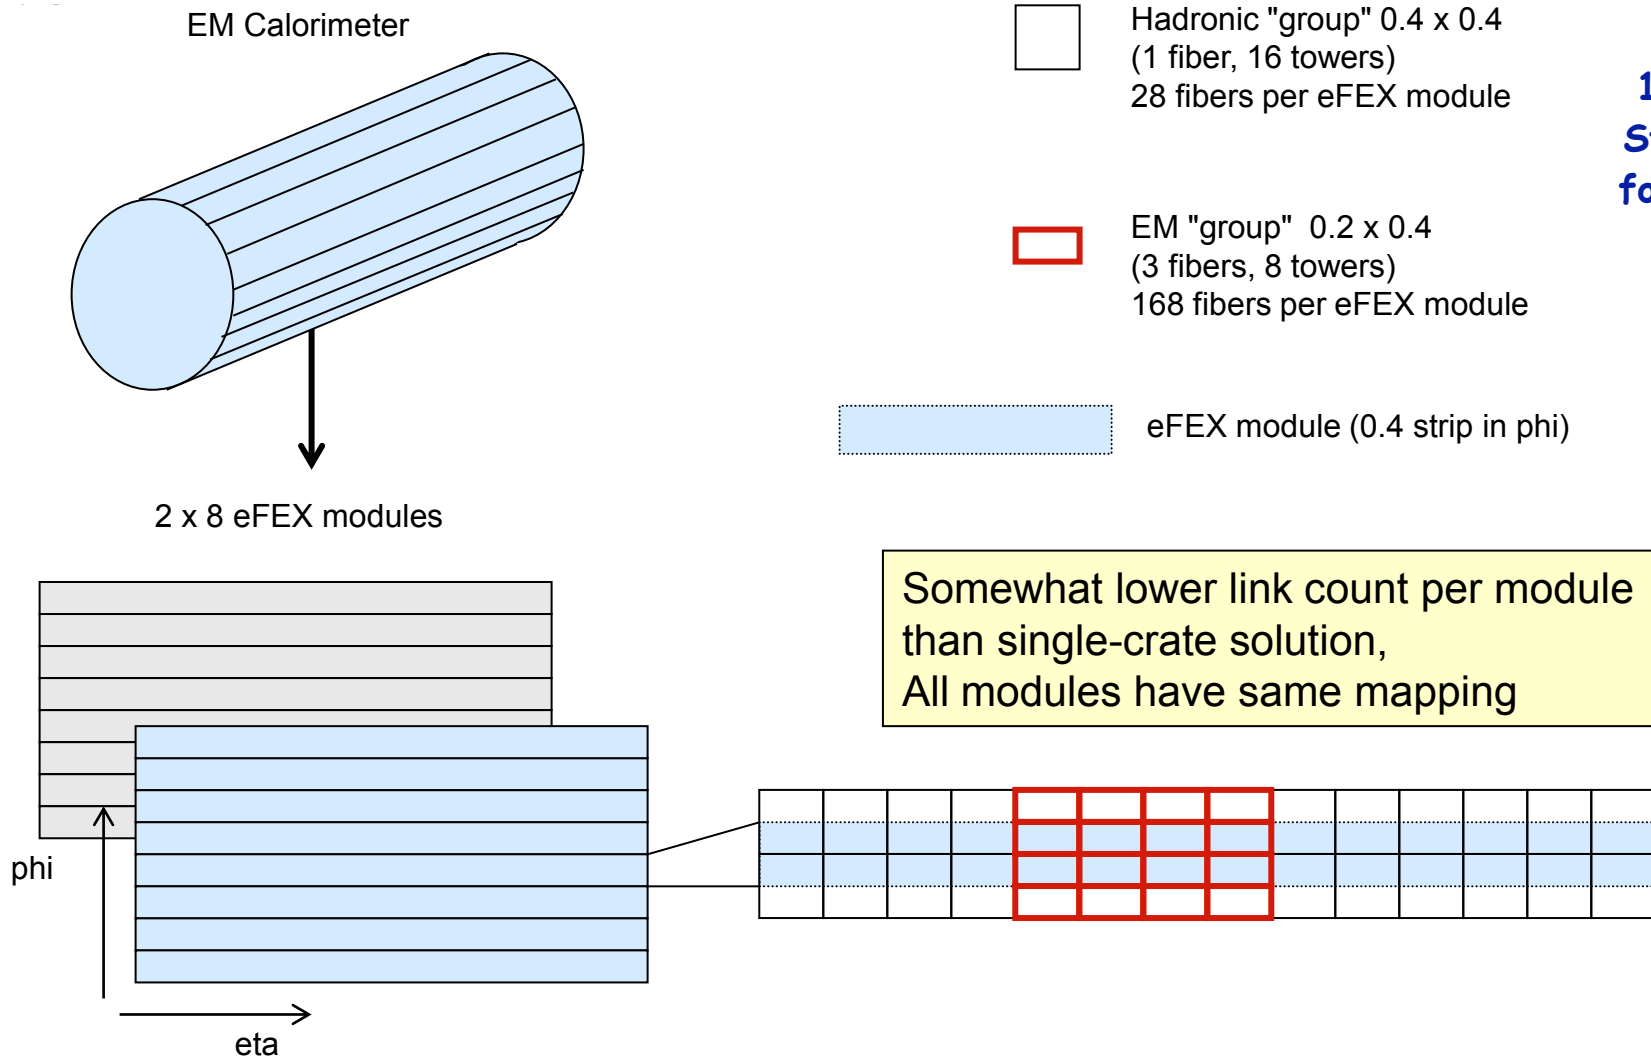 EM Calorimeter
Hadronic "group" 0.4 x 0.4
(1 fiber, 16 towers)
28 fibers per eFEX module
EM "group"  0.2 x 0.4
(3 fibers, 8 towers)
168 fibers per eFEX module
eFEX module (0.4 strip in phi)
2 x 8 eFEX modules
Somewhat lower link count per module
than single-crate solution,
All modules have same mapping
phi
eta